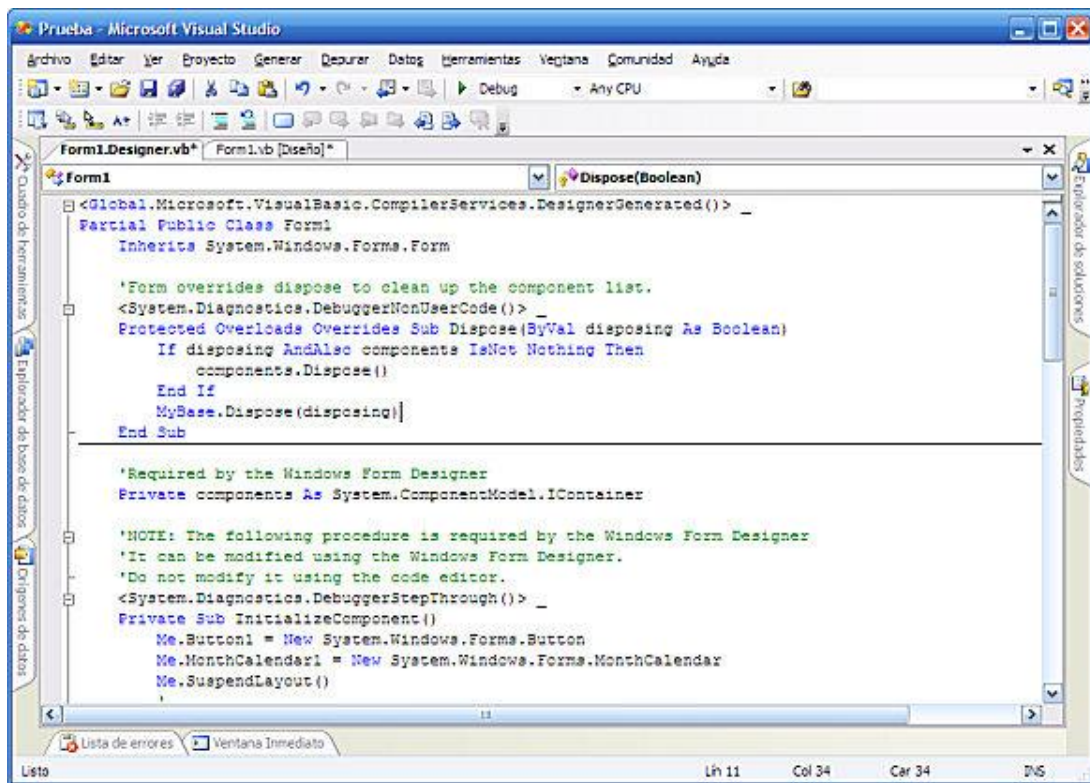 Prueba - Microsoft Visual Studio
Archivo Editar Ver Proyecto Generar Depurar Datos Herramientas Ventana Comunidad Ayuda
Debug Any CPU
Form1.Designer.vb* Form1.vb [Diseño]*
Form1 Dispose(Boolean)
Cuadro de herramientas
Explorador de base de datos
Orígenes de datos
<Global.Microsoft.VisualBasic.CompilerServices.DesignerGenerated()> _
Partial Public Class Form1
Inherits System.Windows.Forms.Form
'Form overrides dispose to clean up the component list.
<System.Diagnostics.DebuggerNonUserCode()> _
Protected Overloads Overrides Sub Dispose(ByVal disposing As Boolean)
If disposing AndAlso components IsNot Nothing Then
components.Dispose()
End If
MyBase.Dispose(disposing)
End Sub
'Required by the Windows Form Designer
Private components As System.ComponentModel.IContainer
'NOTE: The following procedure is required by the Windows Form Designer
'It can be modified using the Windows Form Designer.
'Do not modify it using the code editor.
<System.Diagnostics.DebuggerStepThrough()> _
Private Sub InitializeComponent()
Me.Button1 = New System.Windows.Forms.Button
Me.MonthCalendar1 = New System.Windows.Forms.MonthCalendar
Me.SuspendLayout()
'
Explorador de soluciones
Propiedades
Lista de errores Ventana Inmediato
Listo Lín 11 Col 34 Car 34 INS